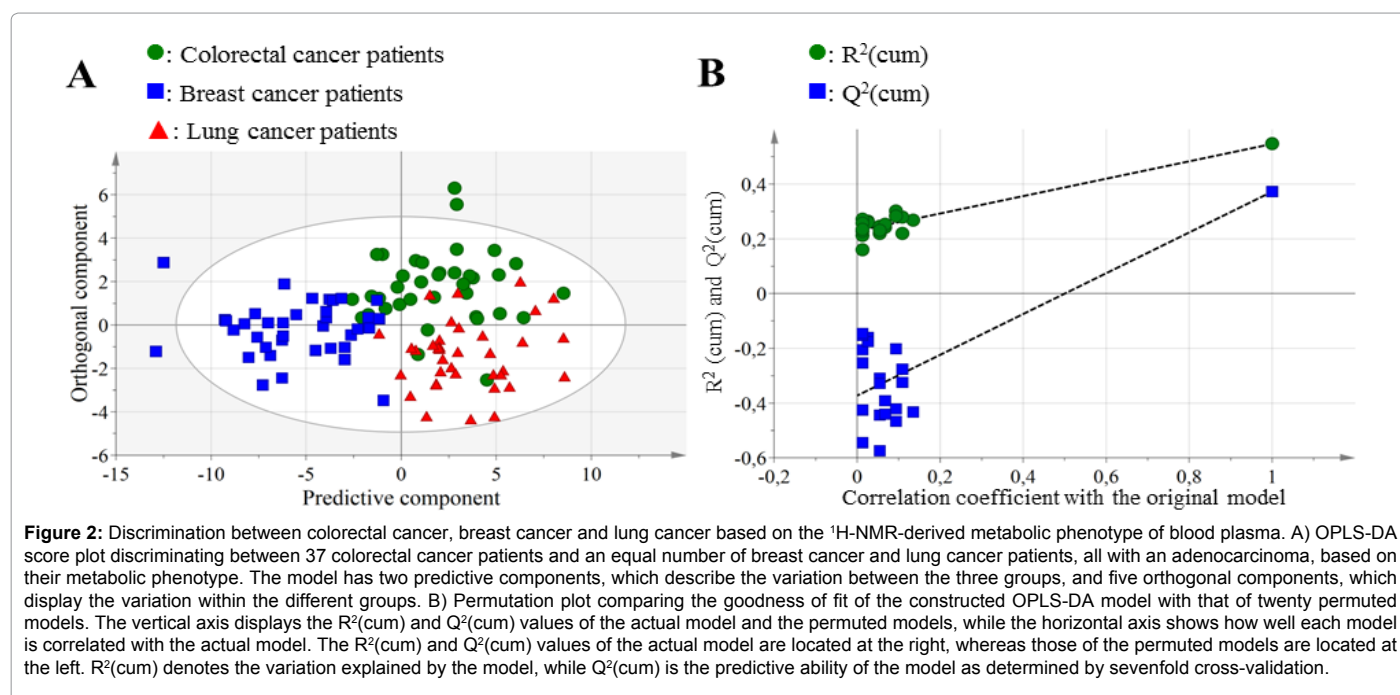 A
●: Colorectal cancer patients
■: Breast cancer patients
▲: Lung cancer patients
Orthogonal component
6
4
2
0
-2
-4
-6
-15
-10
-5
0
5
10
Predictive component
B
●: R²(cum)
■: Q²(cum)
R² (cum) and Q²(cum)
0,4
0,2
0
-0,2
-0,4
-0,6
-0,2
0
0,2
0,4
0,6
0,8
1
Correlation coefficient with the original model
Figure 2: Discrimination between colorectal cancer, breast cancer and lung cancer based on the ¹H-NMR-derived metabolic phenotype of blood plasma. A) OPLS-DA
score plot discriminating between 37 colorectal cancer patients and an equal number of breast cancer and lung cancer patients, all with an adenocarcinoma, based on
their metabolic phenotype. The model has two predictive components, which describe the variation between the three groups, and five orthogonal components, which
display the variation within the different groups. B) Permutation plot comparing the goodness of fit of the constructed OPLS-DA model with that of twenty permuted
models. The vertical axis displays the R²(cum) and Q²(cum) values of the actual model and the permuted models, while the horizontal axis shows how well each model
is correlated with the actual model. The R²(cum) and Q²(cum) values of the actual model are located at the right, whereas those of the permuted models are located at
the left. R²(cum) denotes the variation explained by the model, while Q²(cum) is the predictive ability of the model as determined by sevenfold cross-validation.